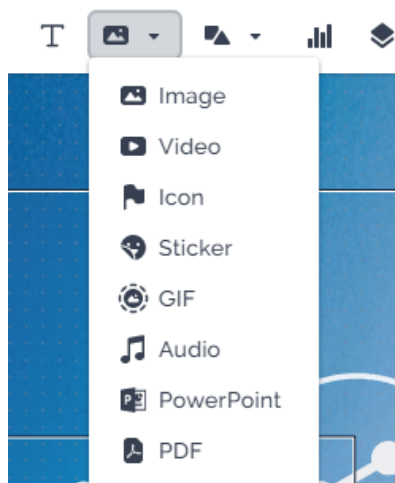 T
Image
Video
Icon
Sticker
GIF
Audio
PowerPoint
PDF